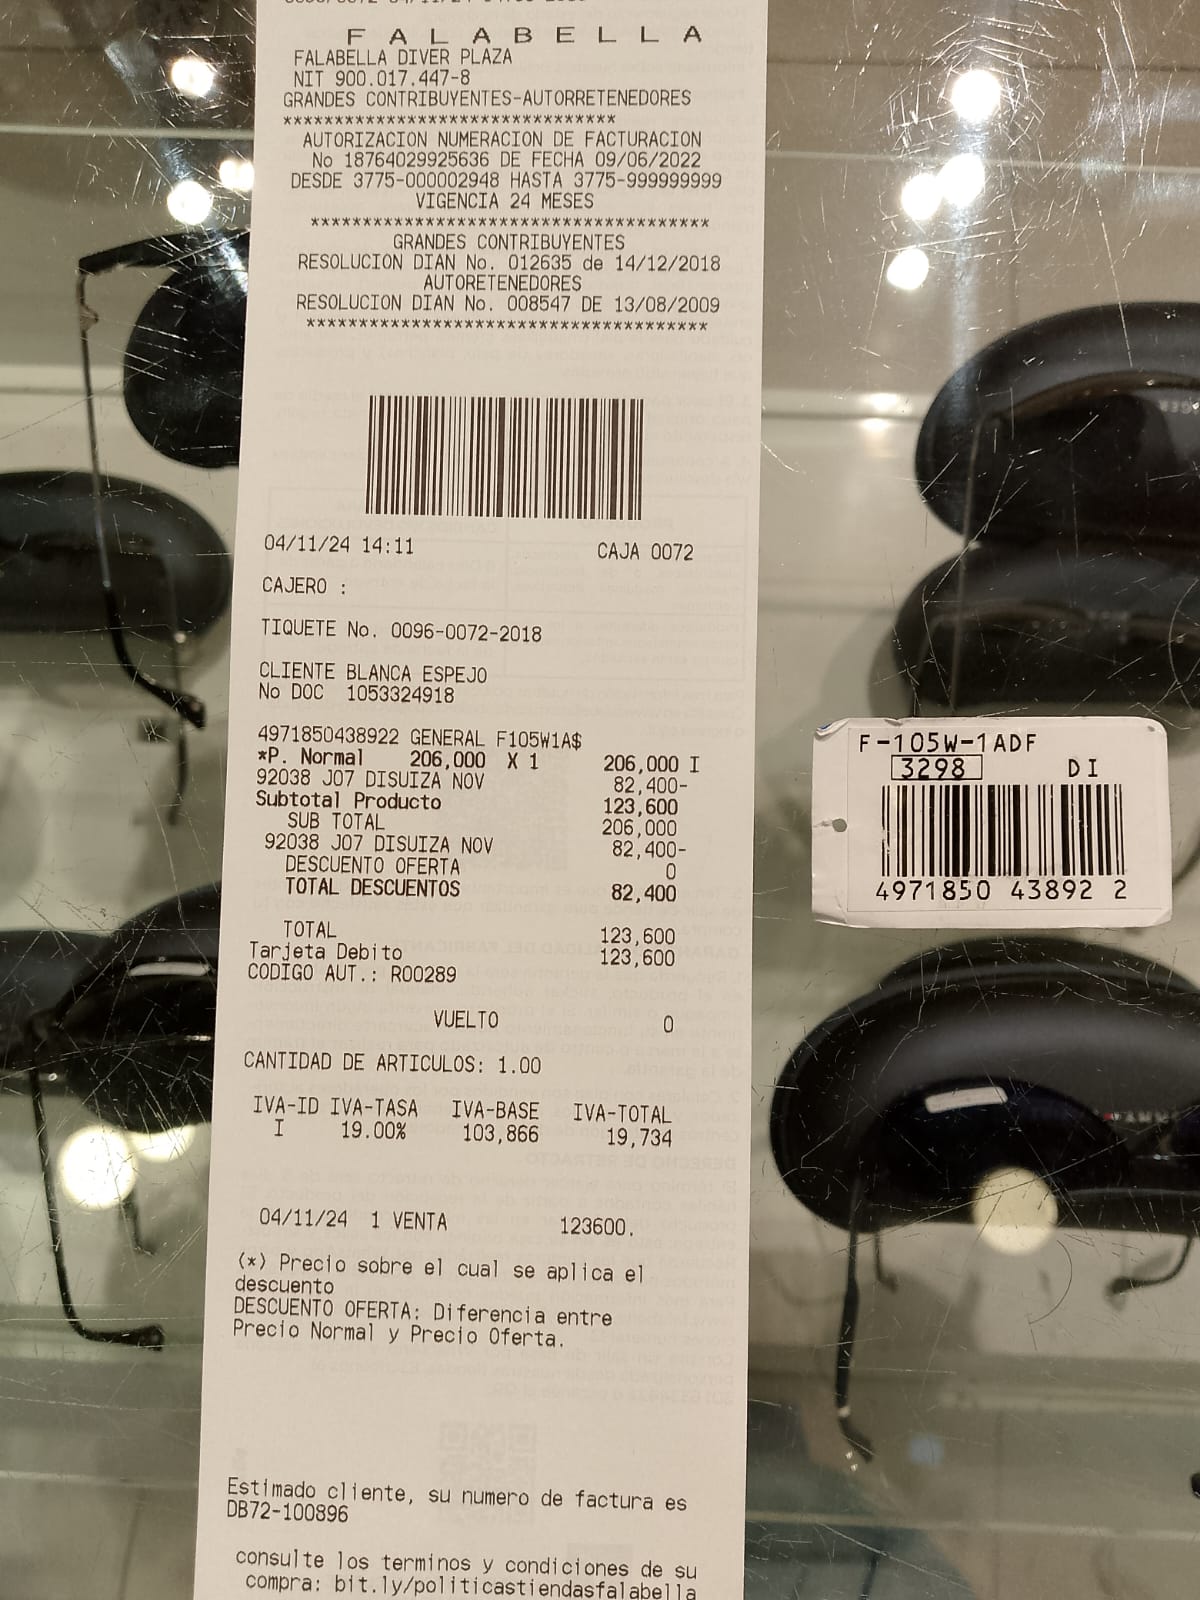 F A L A B E L L A
FALABELLA DIVER PLAZA
NIT 900.017.447-8
GRANDES CONTRIBUYENTES-AUTORRETENEDORES
********************************
AUTORIZACION NUMERACION DE FACTURACION
No 18764029925636 DE FECHA 09/06/2022
DESDE 3775-000002948 HASTA 3775-999999999
VIGENCIA 24 MESES
**************************************
GRANDES CONTRIBUYENTES
RESOLUCION DIAN No. 012635 de 14/12/2018
AUTORETENEDORES
RESOLUCION DIAN No. 008547 DE 13/08/2009
**************************************
04/11/24 14:11 CAJA 0072
CAJERO :
TIQUETE No. 0096-0072-2018
CLIENTE BLANCA ESPEJO
No DOC 1053324918
4971850438922 GENERAL F105W1A$
*P. Normal 206,000 X 1 206,000 I
92038 J07 DISUIZA NOV 82,400-
Subtotal Producto 123,600
SUB TOTAL 206,000
92038 J07 DISUIZA NOV 82,400-
DESCUENTO OFERTA 0
TOTAL DESCUENTOS 82,400
TOTAL 123,600
Tarjeta Debito 123,600
CODIGO AUT.: R00289
VUELTO 0
CANTIDAD DE ARTICULOS: 1.00
IVA-ID IVA-TASA IVA-BASE IVA-TOTAL
I 19.00% 103,866 19,734
04/11/24 1 VENTA 123600.
(*) Precio sobre el cual se aplica el
descuento
DESCUENTO OFERTA: Diferencia entre
Precio Normal y Precio Oferta.
Estimado cliente, su numero de factura es
DB72-100896
consulte los terminos y condiciones de su
compra: bit.ly/politicastiendasfalabella
F-105W-1ADF
3298 DI
4971850 43892 2